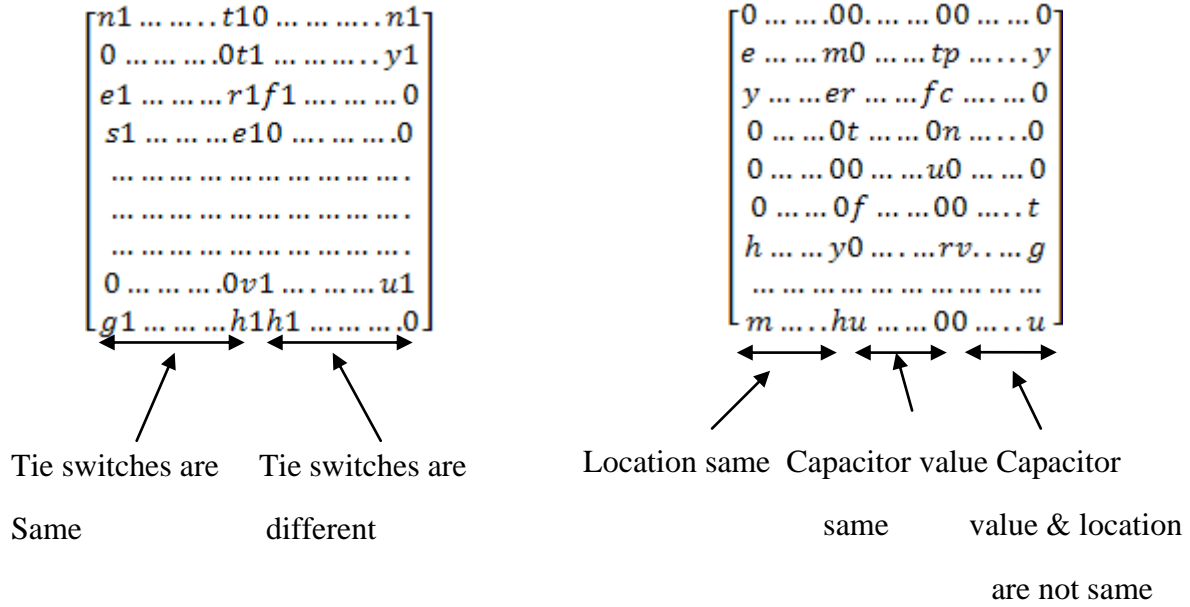 n1 … … . . t10 … … … . . n1
0 … … … .0t1 … … … . . y1
e1 … … … r1f1 … . … … 0
s1 … … … e10 … . … … .0
… … … … … … … … … … .
… … … … … … … … … … .
… … … … … … … … … … .
0 … … … .0v1 … . … … u1
g1 … … … h1h1 … … … .0
Tie switches are Tie switches are
Same different
0 … … .00. … … 00 … … 0
e … … m0 … … tp … … . y
y … … er … … fc … . … 0
0 … … 0t … … 0n … . . .0
0 … … 00 … … u0 … … 0
0 … … 0f … … 00 … . . t
h … … y0 … . … rv. . … g
… … … … … … … … … …
m … . . hu … … 00 … . . u
Location same Capacitor value Capacitor
same value & location
are not same